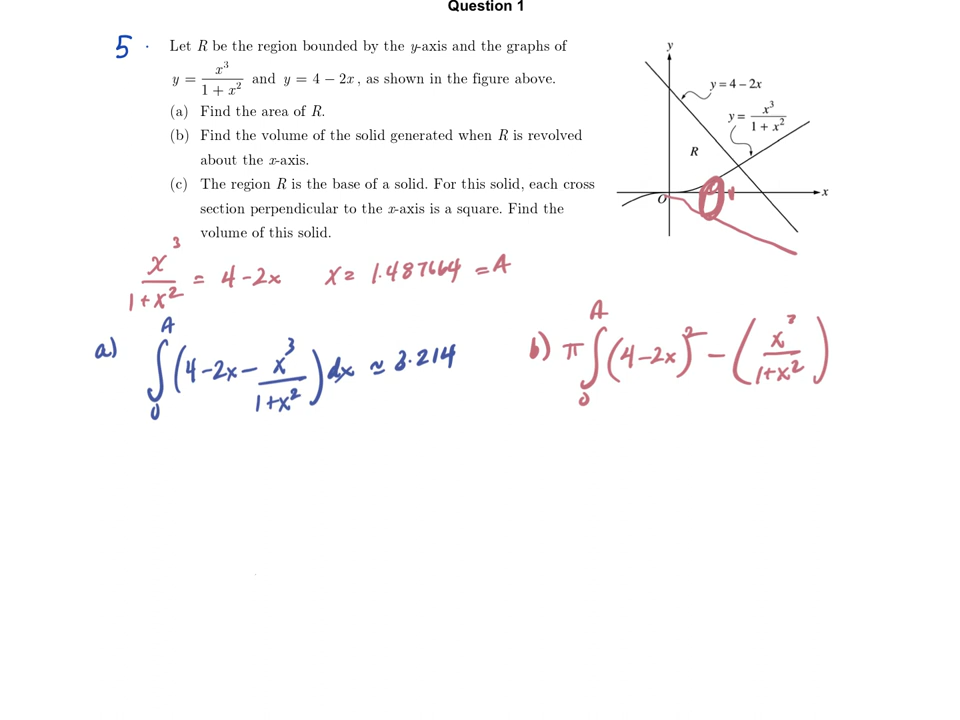 Question 1
5. Let R be the region bounded by the y-axis and the graphs of
y = x³/(1 + x²) and y = 4 − 2x, as shown in the figure above.
(a) Find the area of R.
(b) Find the volume of the solid generated when R is revolved
about the x-axis.
(c) The region R is the base of a solid. For this solid, each cross
section perpendicular to the x-axis is a square. Find the
volume of this solid.
y
y = 4 − 2x
y = x³/(1 + x²)
R
O
x
x³/(1+x²) = 4-2x x = 1.487664 = A
a) ∫₀ᴬ (4-2x - x³/(1+x²)) dx ≈ 3.214
b) π ∫₀ᴬ (4-2x)² - (x³/(1+x²))